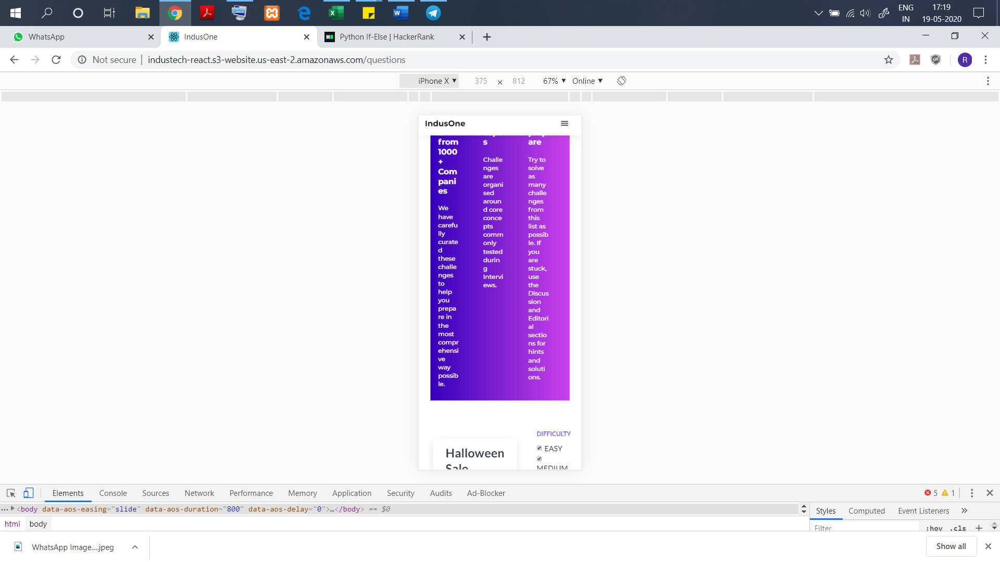 ENG
IN
17:19
19-05-2020
WhatsApp
IndusOne
Python If-Else | HackerRank
Not secure | industech-react.s3-website.us-east-2.amazonaws.com/questions
R
iPhone X ▼ 375 × 812 67% ▼ Online ▼
IndusOne
from
1000
+
Com
pani
es
We
have
carefu
lly
curate
d
these
challe
nges
to
help
you
prepa
re in
the
most
compr
ehensi
ve
way
possib
le.
s
Challe
nges
are
organi
sed
aroun
d core
conce
pts
comm
only
tested
durin
g
Intervi
ews.
are
Try to
solve
as
many
challe
nges
from
this
list as
possib
le. If
you
are
stuck,
use
the
Discus
sion
and
Editori
al
sectio
ns for
hints
and
soluti
ons.
DIFFICULTY
EASY
MEDIUM
Halloween
Sale
Elements Console Sources Network Performance Memory Application Security Audits Ad-Blocker 5 1
<body data-aos-easing="slide" data-aos-duration="800" data-aos-delay="0">…</body> == $0
html body
Styles Computed Event Listeners »
Filter :hov .cls +
WhatsApp Image....jpeg
Show all